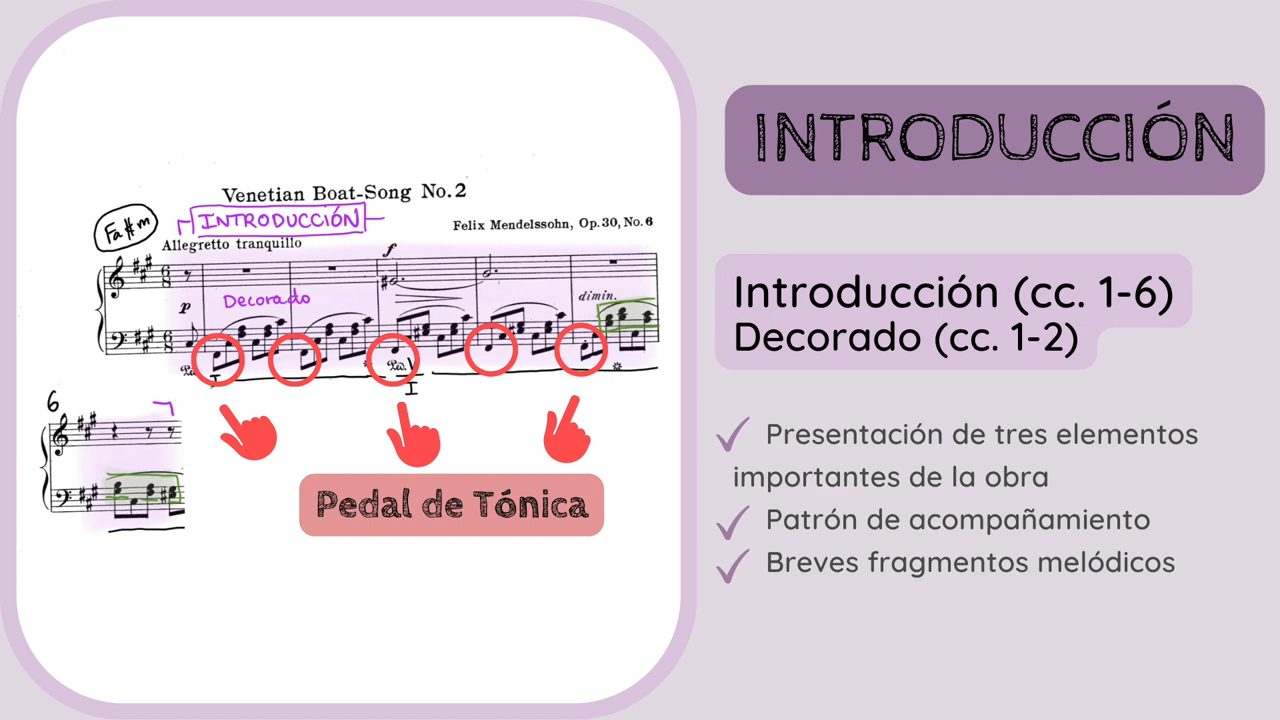 Venetian Boat-Song No. 2
Fa#m
INTRODUCCIÓN
Felix Mendelssohn, Op. 30, No. 6
Allegretto tranquillo
f
p
Decorado
dimin.
Ped.
Ped. V
I
I
6
Pedal de Tónica
INTRODUCCIÓN
Introducción (cc. 1-6)
Decorado (cc. 1-2)
Presentación de tres elementos
importantes de la obra
Patrón de acompañamiento
Breves fragmentos melódicos